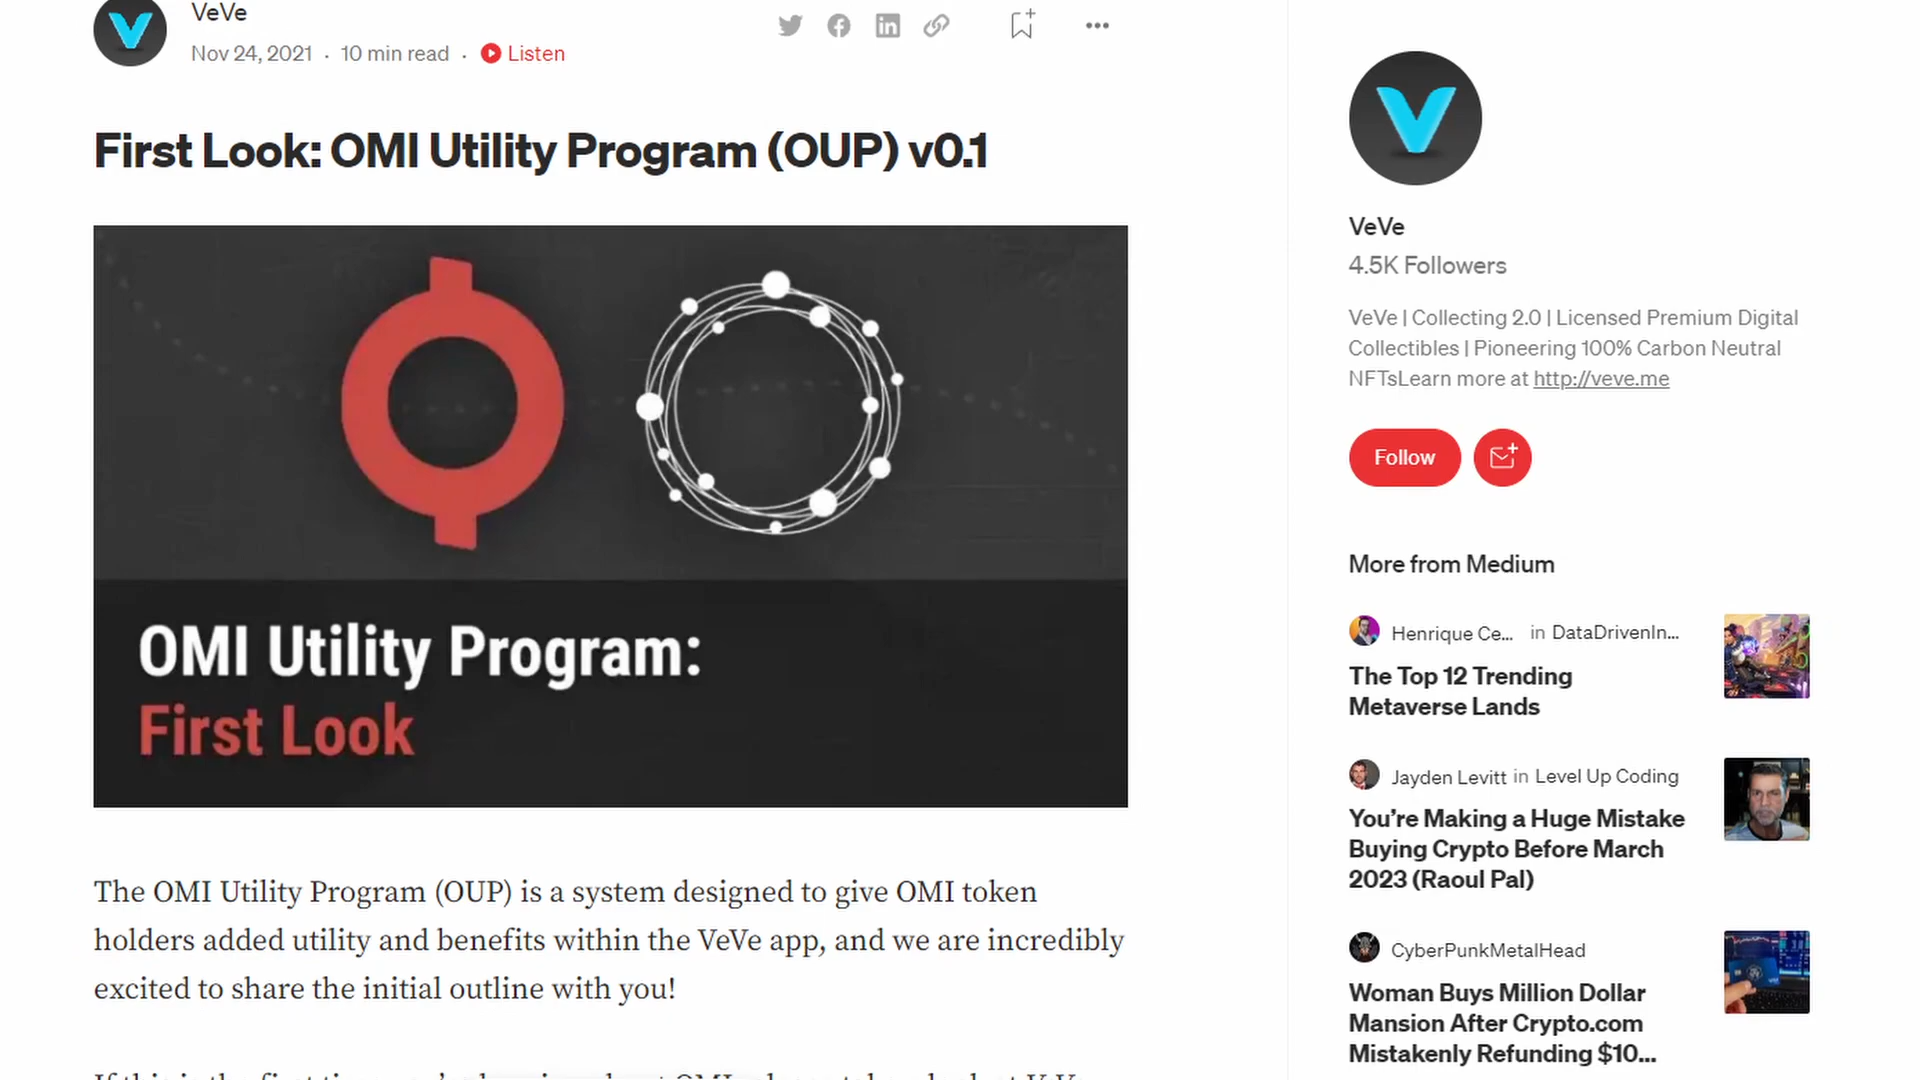 VeVe
Nov 24, 2021 · 10 min read · Listen
First Look: OMI Utility Program (OUP) v0.1
OMI Utility Program:
First Look
The OMI Utility Program (OUP) is a system designed to give OMI token
holders added utility and benefits within the VeVe app, and we are incredibly
excited to share the initial outline with you!
VeVe
4.5K Followers
VeVe | Collecting 2.0 | Licensed Premium Digital
Collectibles | Pioneering 100% Carbon Neutral
NFTsLearn more at http://veve.me
Follow
More from Medium
Henrique Ce... in DataDrivenIn...
The Top 12 Trending
Metaverse Lands
Jayden Levitt in Level Up Coding
You’re Making a Huge Mistake
Buying Crypto Before March
2023 (Raoul Pal)
CyberPunkMetalHead
Woman Buys Million Dollar
Mansion After Crypto.com
Mistakenly Refunding $10...